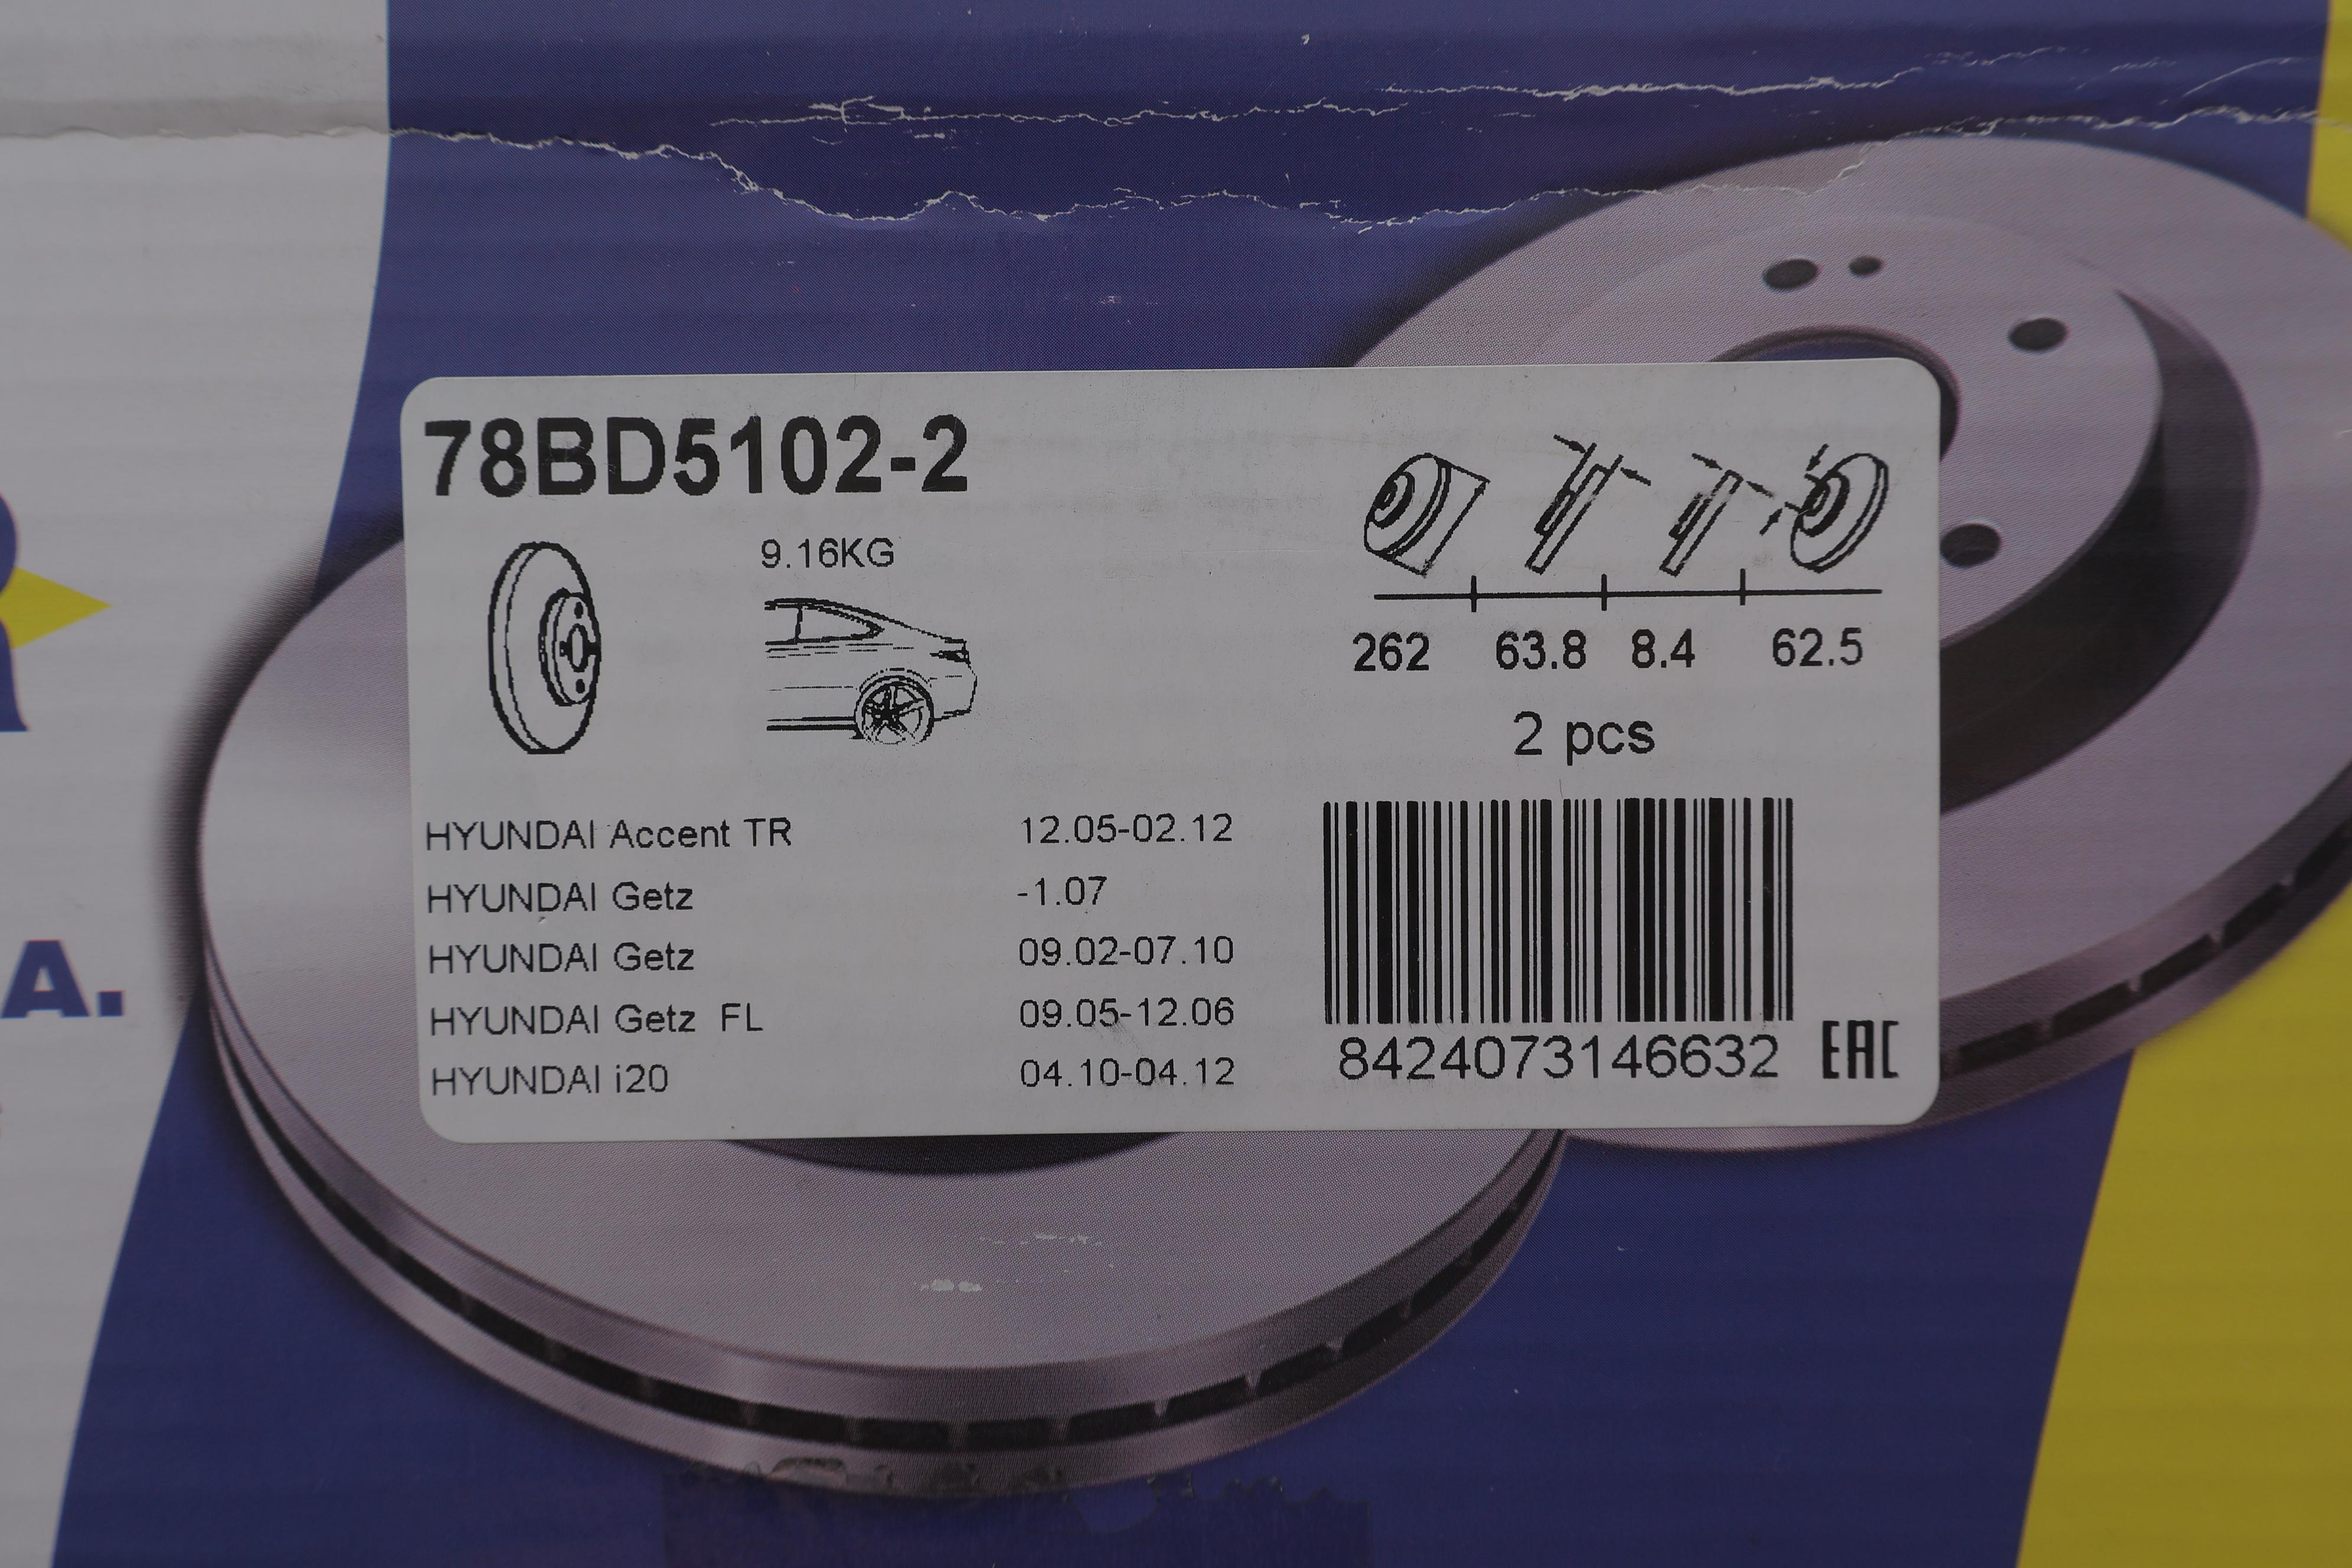 78BD5102-2
9.16KG
262 63.8 8.4 62.5
2 pcs
HYUNDAI Accent TR 12.05-02.12
HYUNDAI Getz -1.07
HYUNDAI Getz 09.02-07.10
HYUNDAI Getz FL 09.05-12.06
HYUNDAI i20 04.10-04.12
8424073146632
EAC
A.